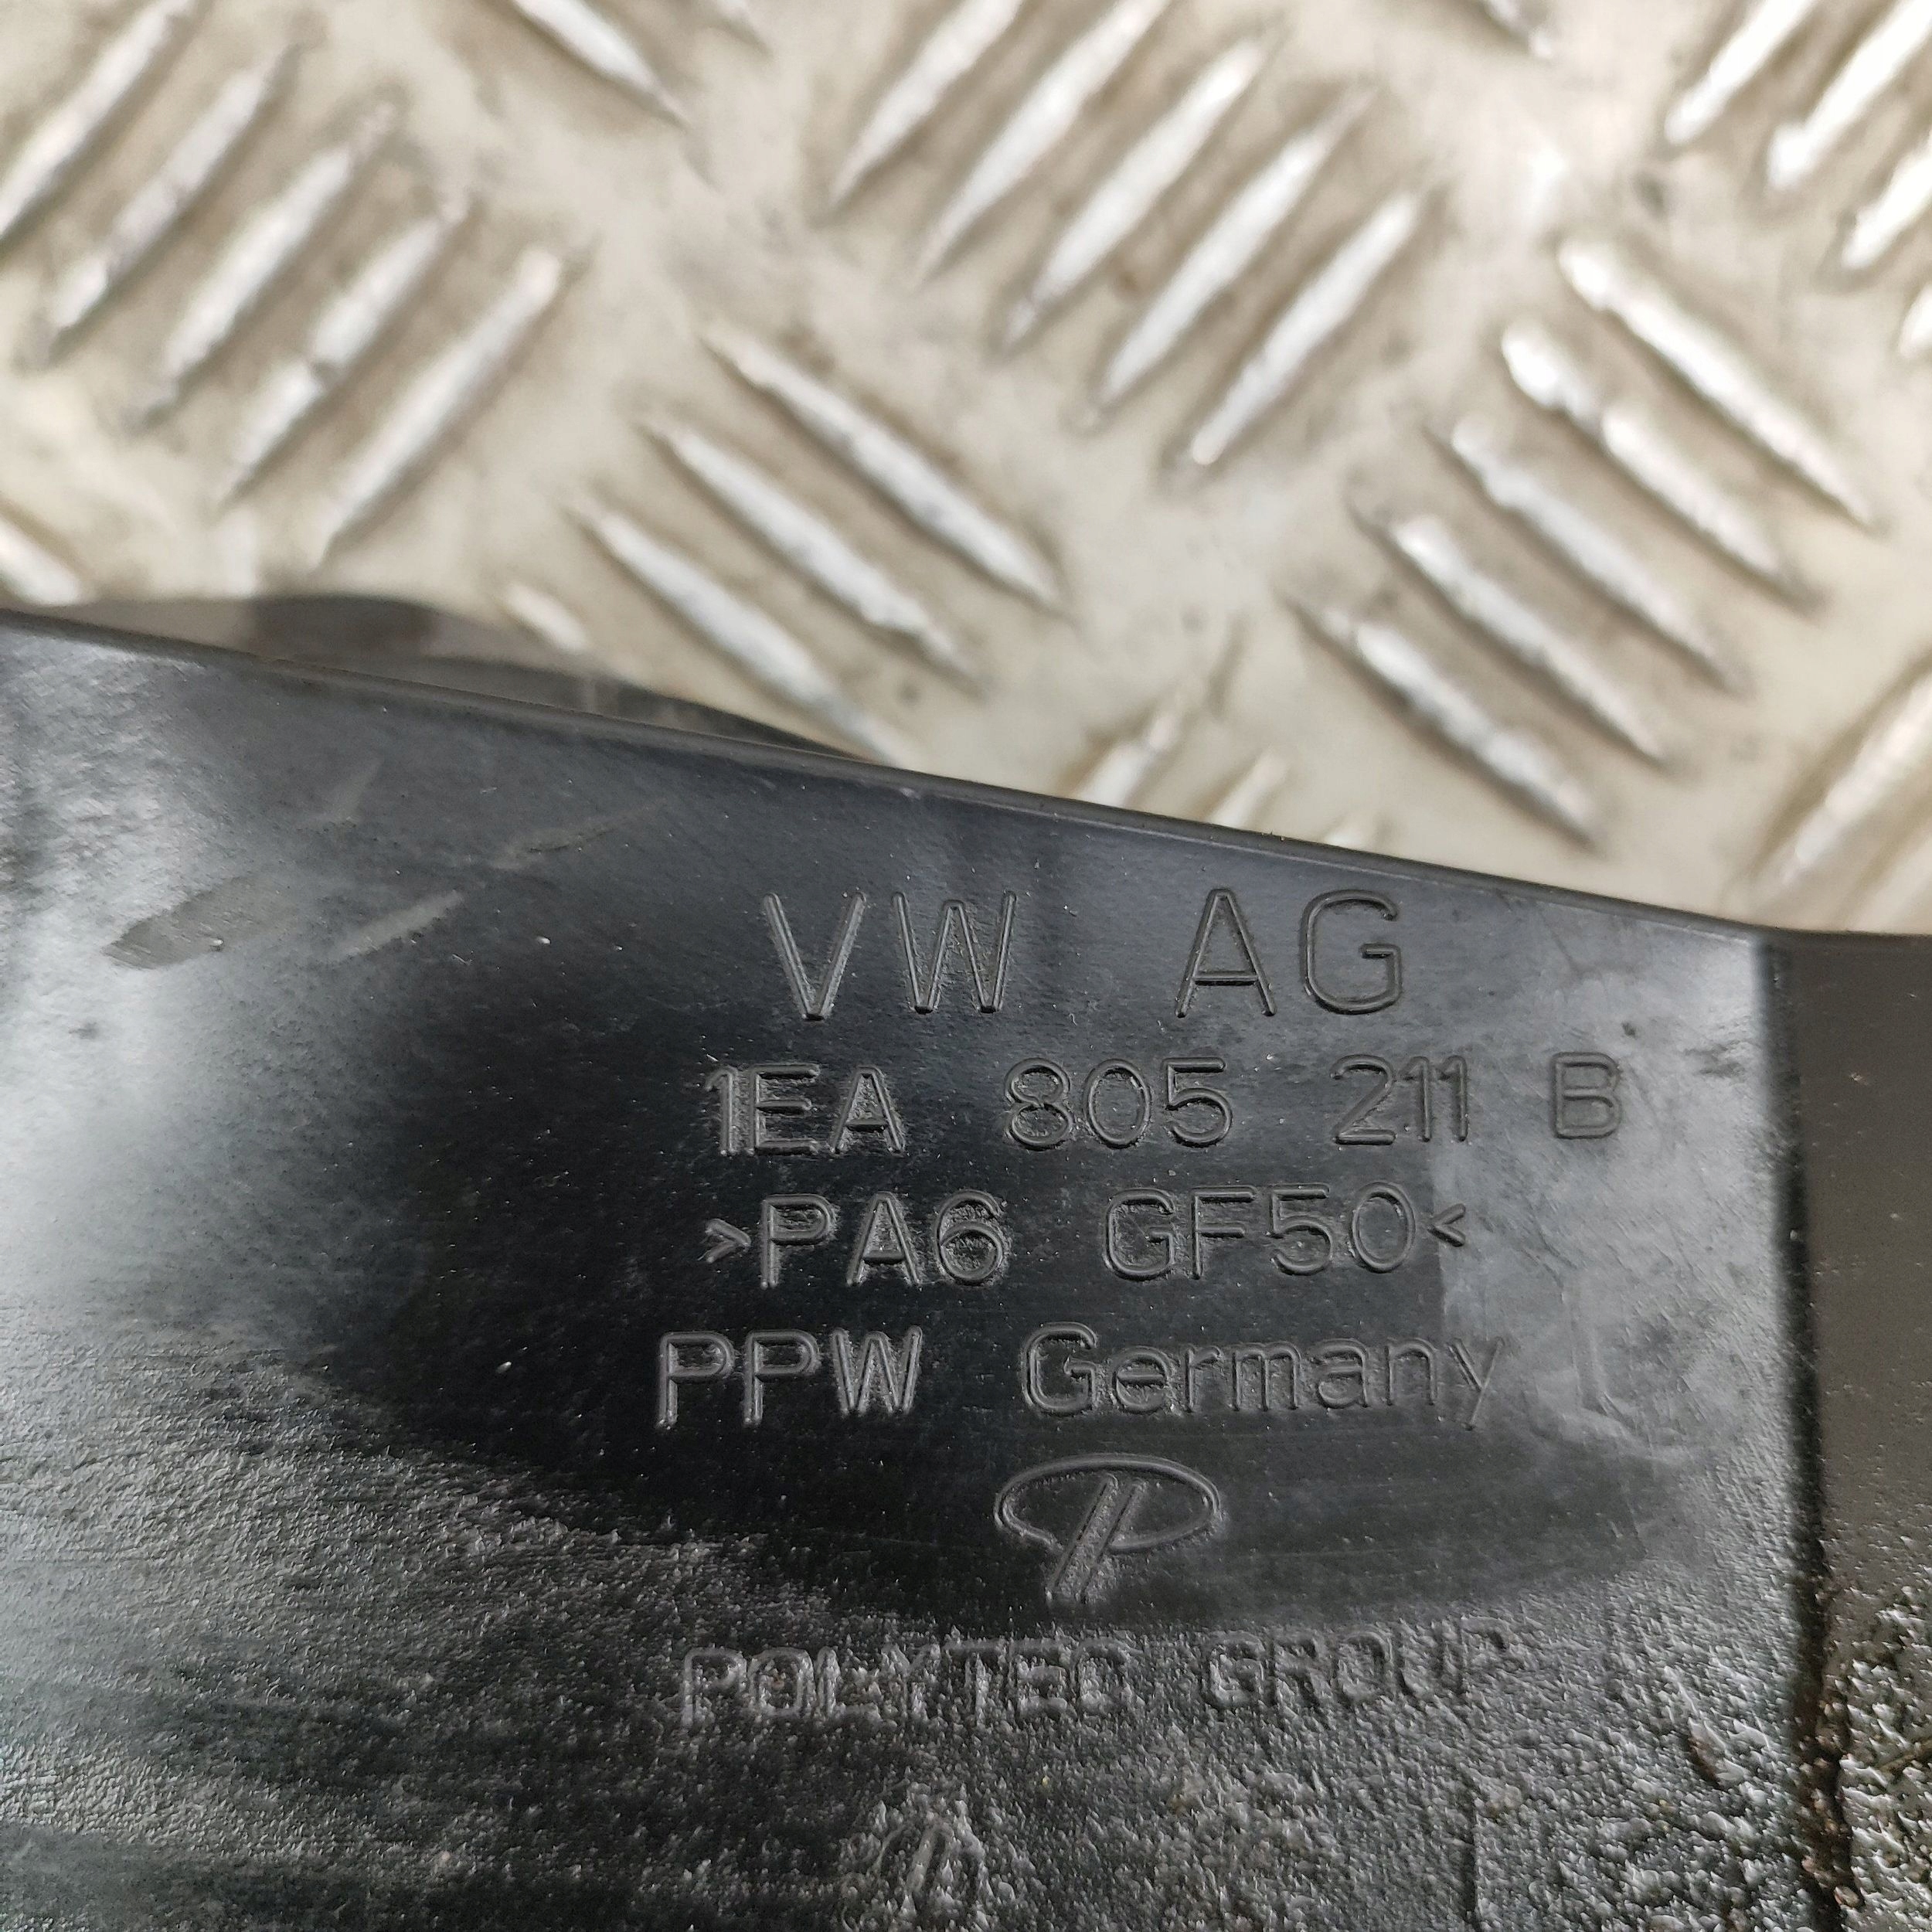 VW AG
1EA 805 211 B
>PA6 GF50<
PPW Germany
POLYTEC GROUP